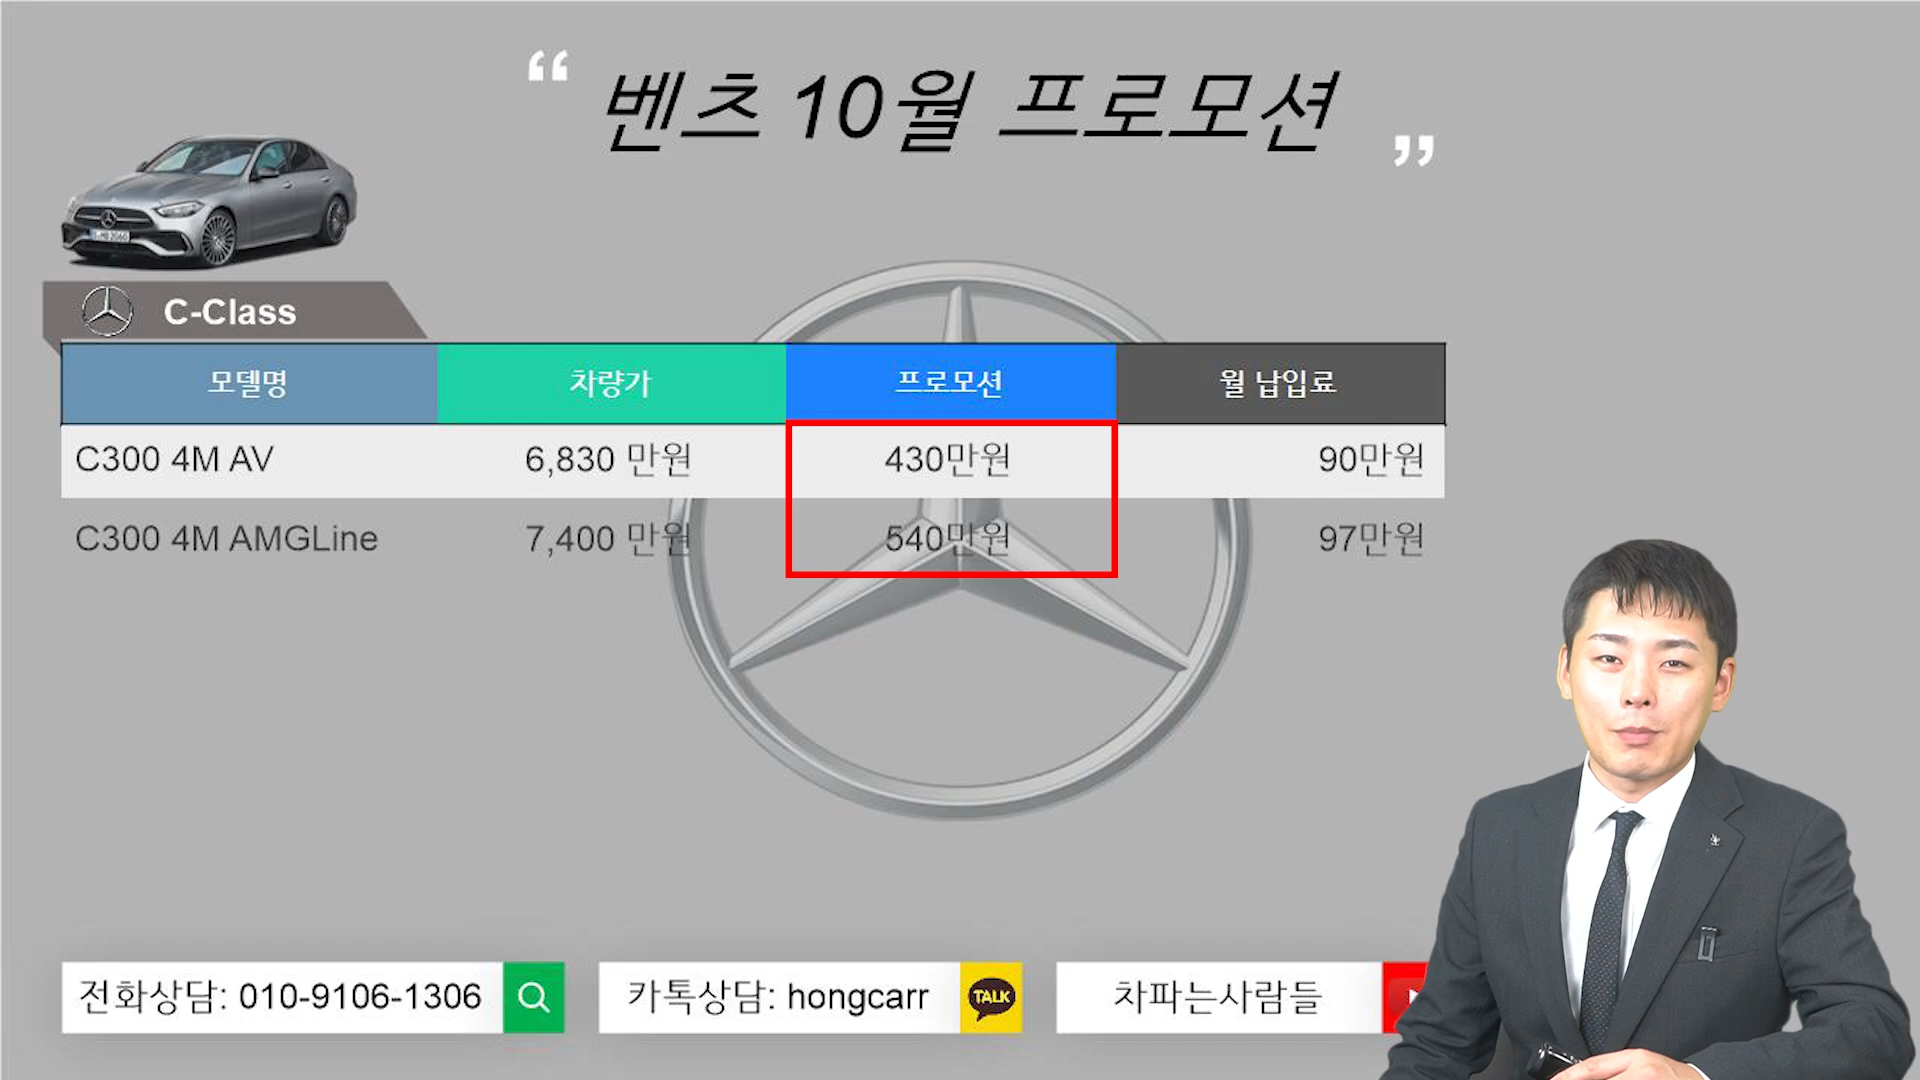 “ 벤츠 10월 프로모션 ”
C-Class
모델명 차량가 프로모션 월 납입료
C300 4M AV 6,830 만원 430만원 90만원
C300 4M AMGLine 7,400 만원 540만원 97만원
전화상담: 010-9106-1306
카톡상담: hongcarr TALK
차파는사람들